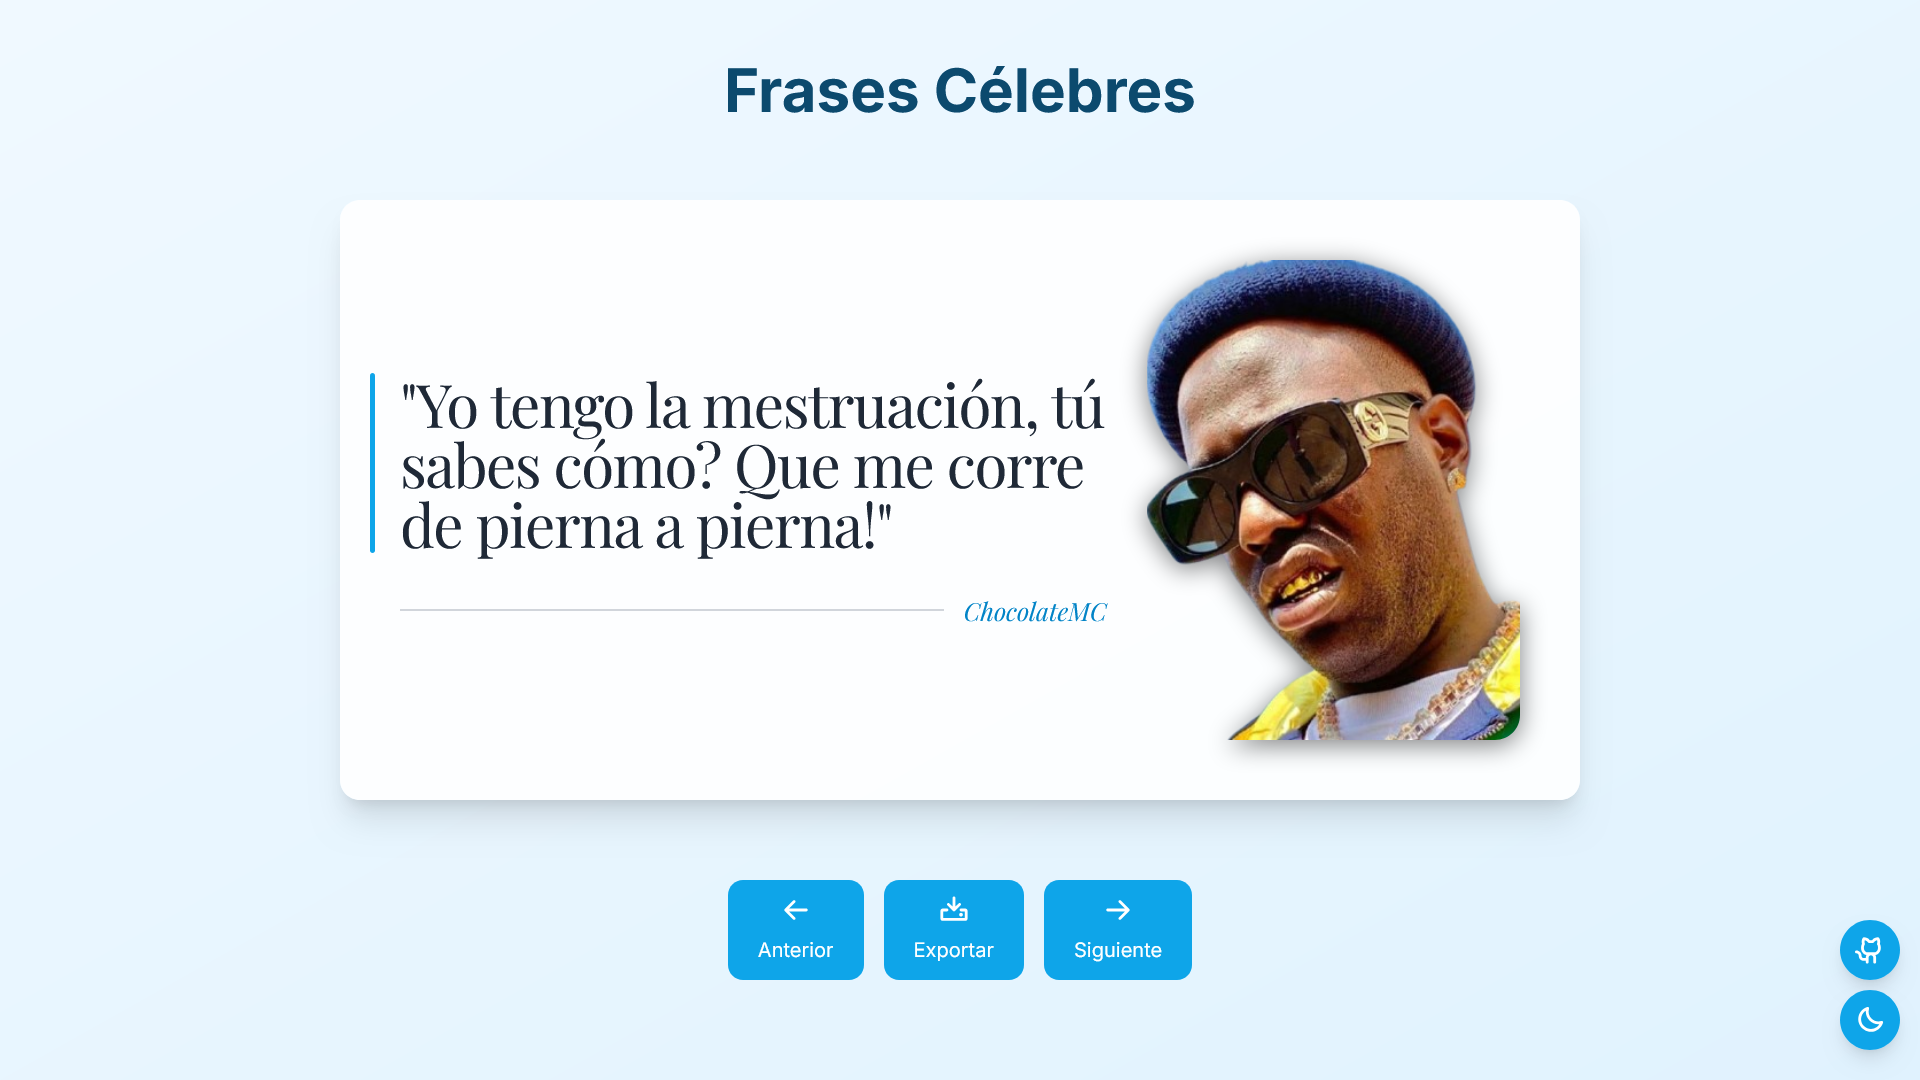 Frases Célebres
"Yo tengo la mestruación, tú
sabes cómo? Que me corre
de pierna a pierna!"
ChocolateMC
Anterior
Exportar
Siguiente